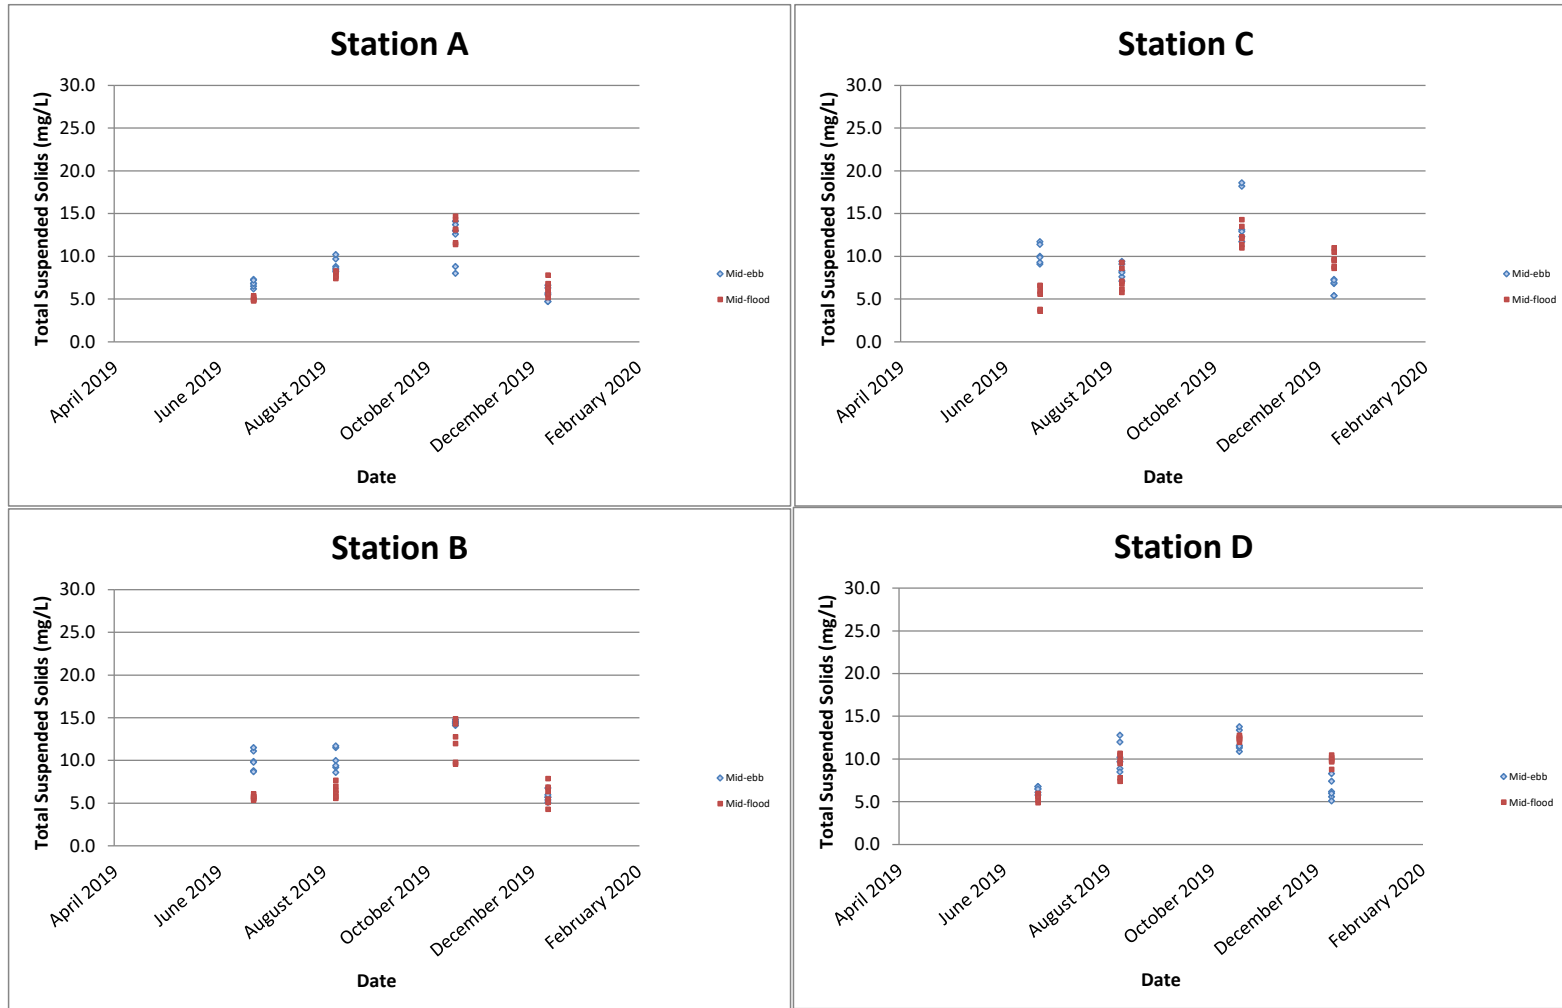 Station A
Total Suspended Solids (mg/L)
30.0
25.0
20.0
15.0
10.0
5.0
0.0
April 2019
June 2019
August 2019
October 2019
December 2019
February 2020
Date
Mid-ebb
Mid-flood
Station C
Total Suspended Solids (mg/L)
30.0
25.0
20.0
15.0
10.0
5.0
0.0
April 2019
June 2019
August 2019
October 2019
December 2019
February 2020
Date
Mid-ebb
Mid-flood
Station B
Total Suspended Solids (mg/L)
30.0
25.0
20.0
15.0
10.0
5.0
0.0
April 2019
June 2019
August 2019
October 2019
December 2019
February 2020
Date
Mid-ebb
Mid-flood
Station D
Total Suspended Solids (mg/L)
30.0
25.0
20.0
15.0
10.0
5.0
0.0
April 2019
June 2019
August 2019
October 2019
December 2019
February 2020
Date
Mid-ebb
Mid-flood